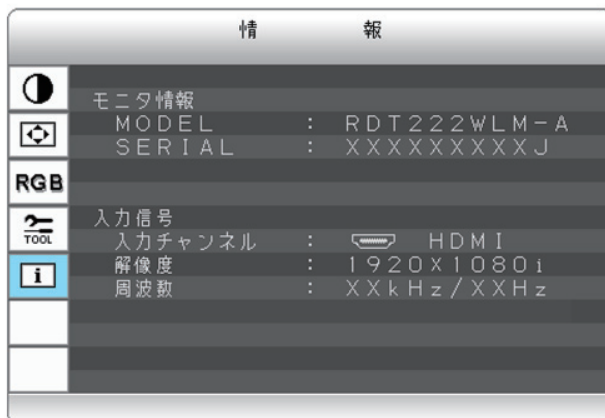 情 報
モニタ情報
MODEL : RDT222WLM-A
SERIAL : XXXXXXXXXJ
RGB
入力信号
TOOL
入力チャンネル : HDMI
解像度 : 1920X1080i
i
周波数 : XXkHz/XXHz